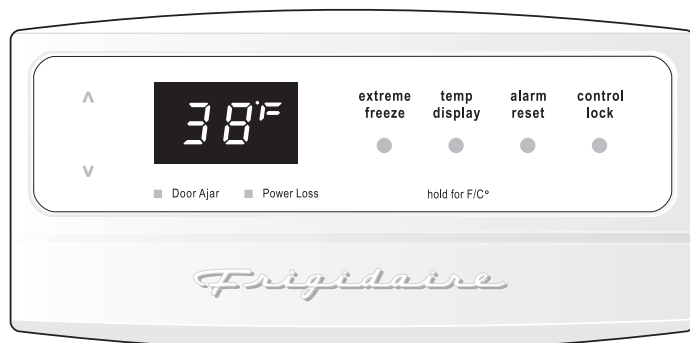 38°F
extreme freeze
temp display
alarm reset
control lock
Door Ajar
Power Loss
hold for F/C°
Frigidaire